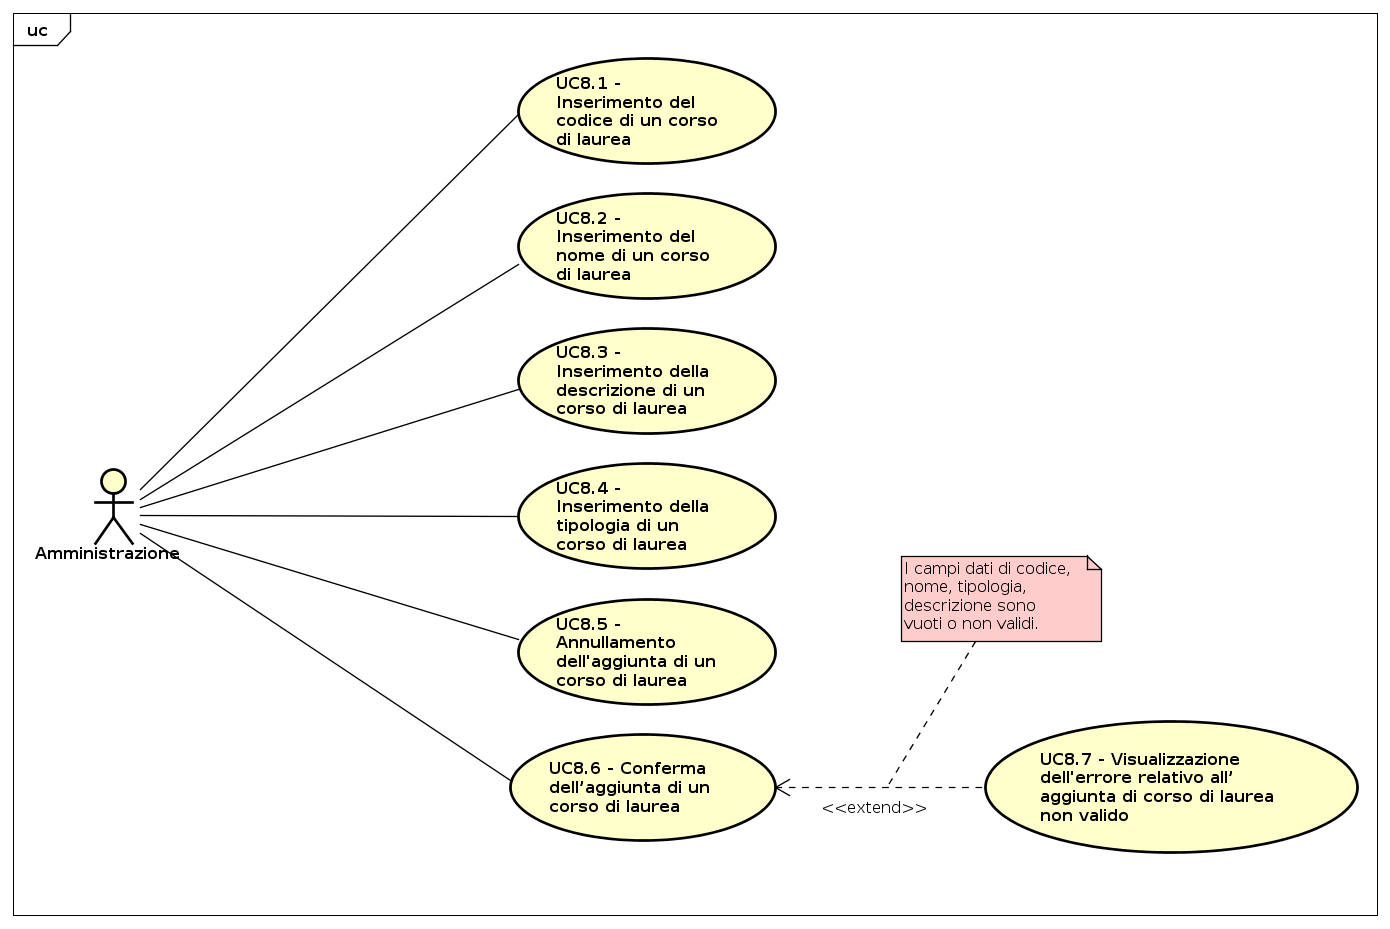 uc
UC8.1 -
Inserimento del
codice di un corso
di laurea
UC8.2 -
Inserimento del
nome di un corso
di laurea
UC8.3 -
Inserimento della
descrizione di un
corso di laurea
Amministrazione
UC8.4 -
Inserimento della
tipologia di un
corso di laurea
I campi dati di codice,
nome, tipologia,
descrizione sono
vuoti o non validi.
UC8.5 -
Annullamento
dell'aggiunta di un
corso di laurea
UC8.6 - Conferma
dell’aggiunta di un
corso di laurea
<<extend>>
UC8.7 - Visualizzazione
dell'errore relativo all’
aggiunta di corso di laurea
non valido